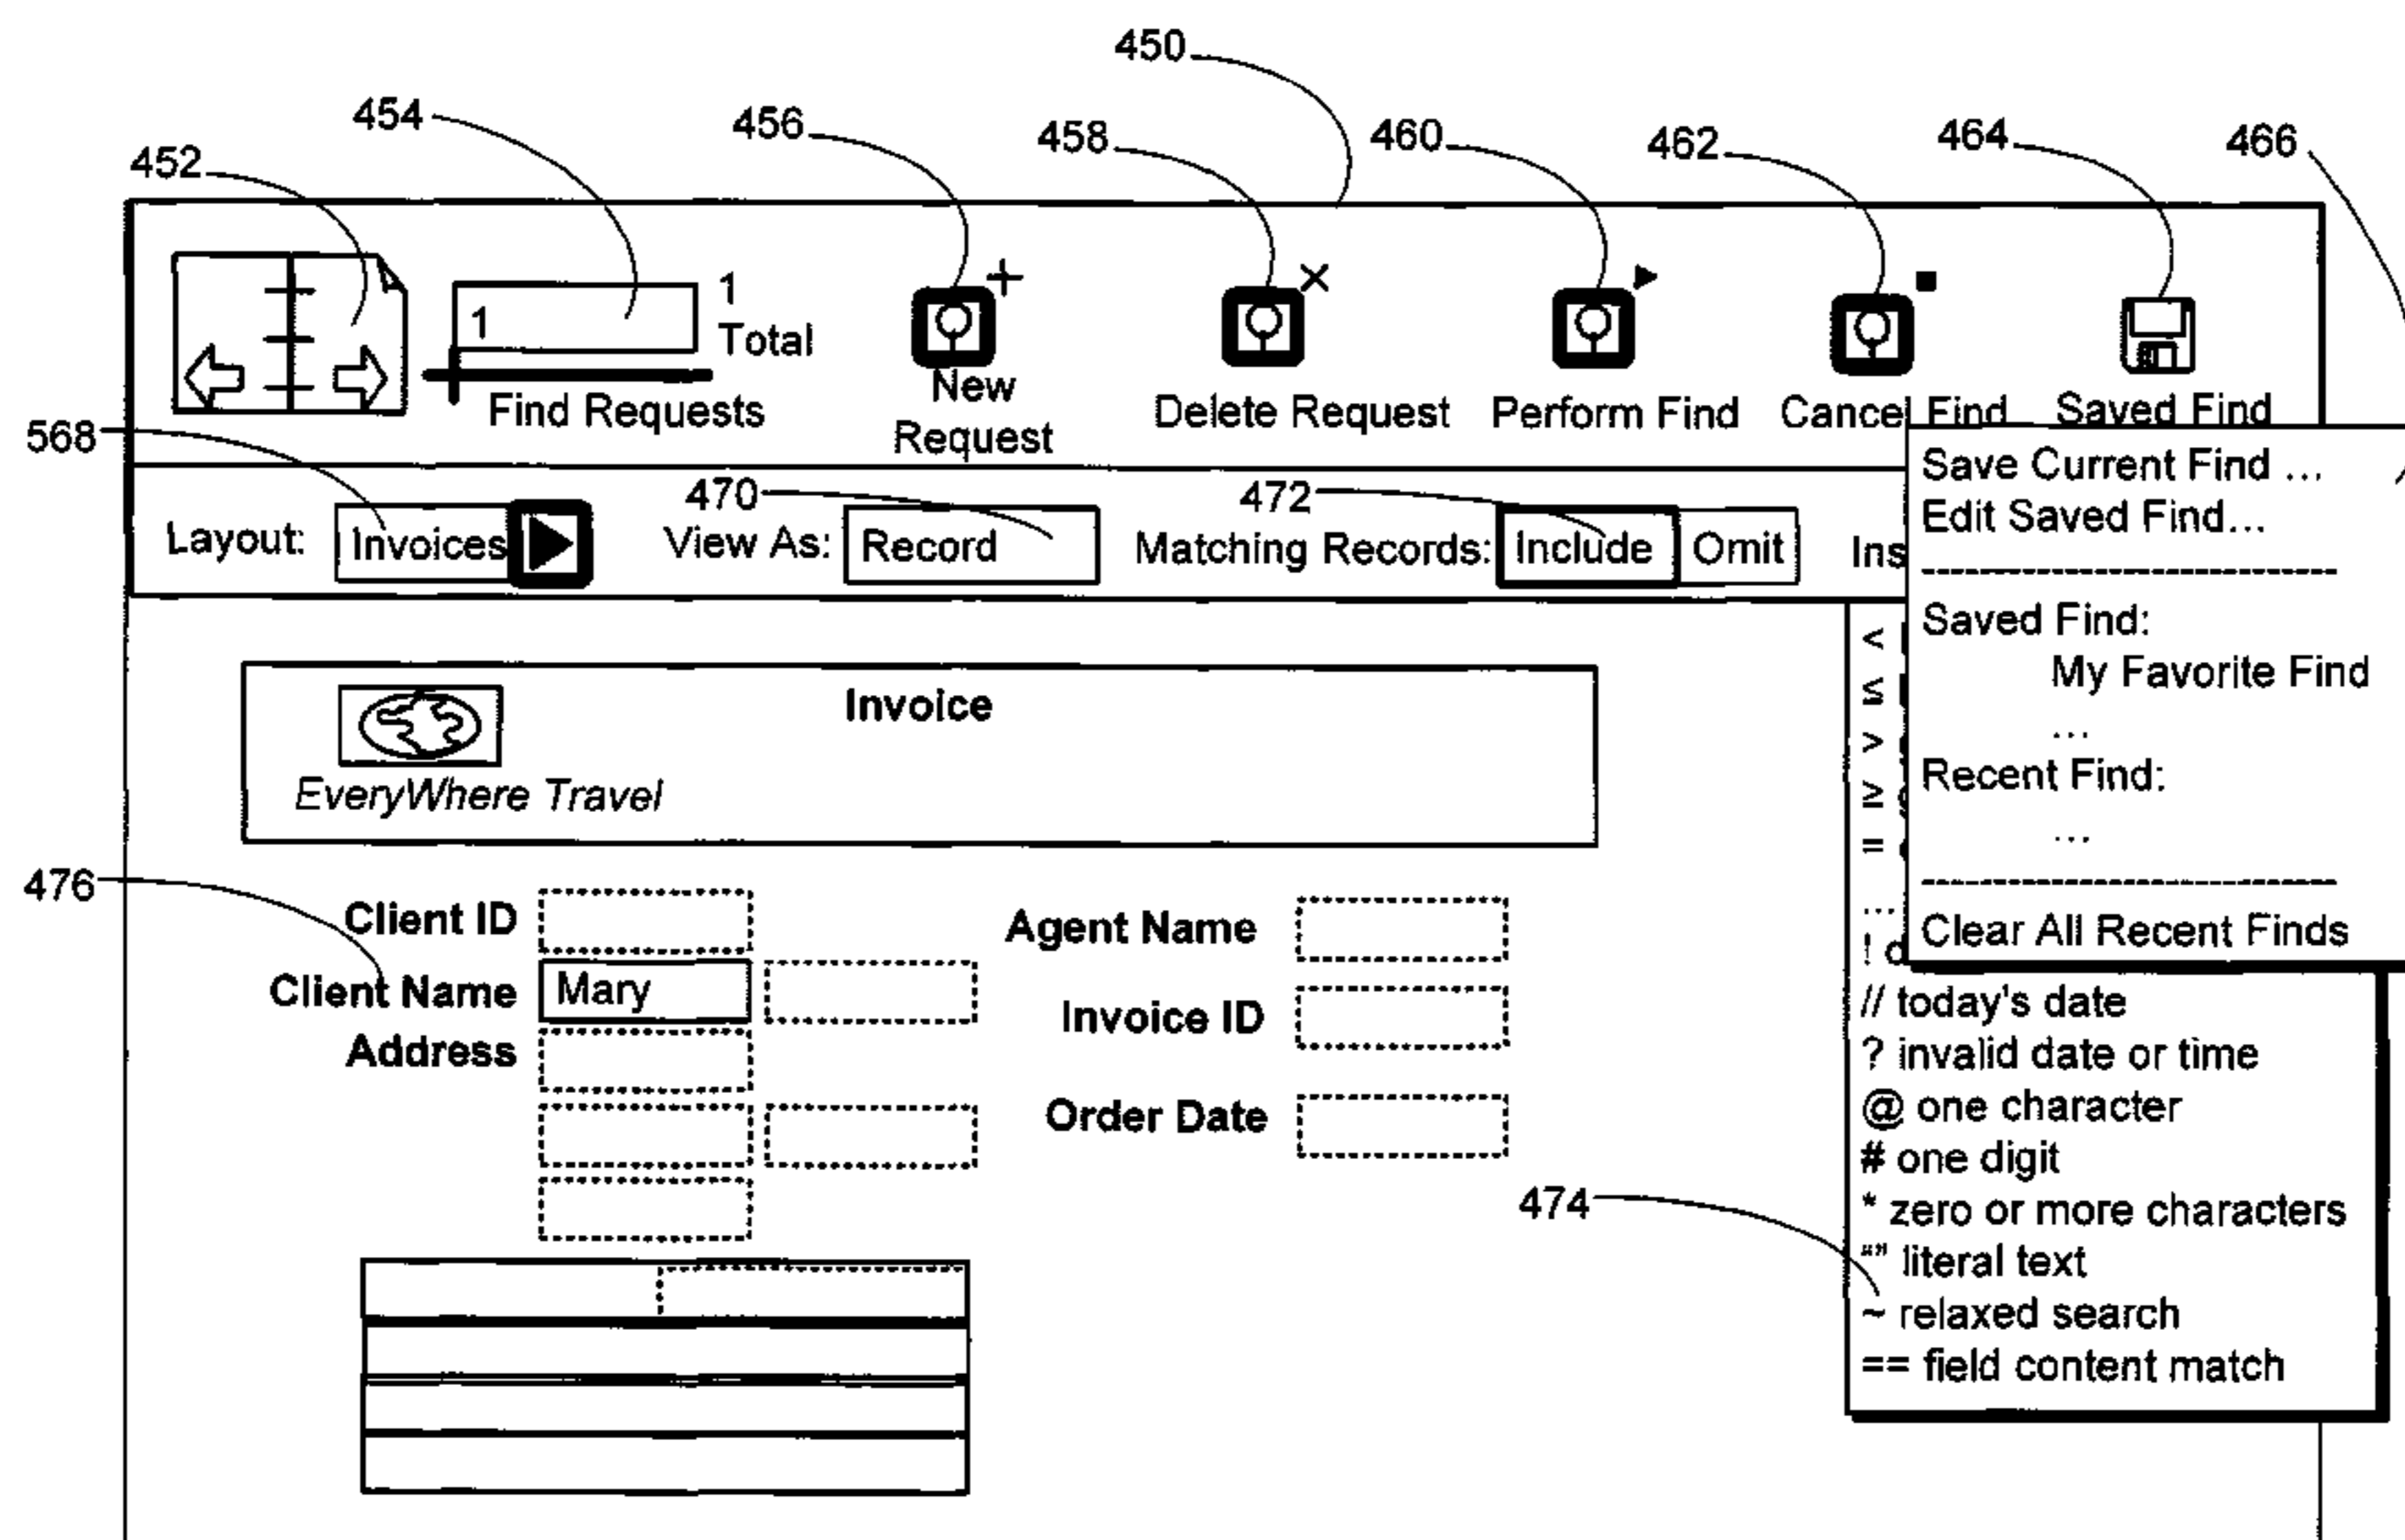 450
454
456
458
460
462
464
466
452
1
1
Total
Find Requests
New
Request
Delete Request
Perform Find
Cancel Find
Saved Find
568
470
472
Layout:
Invoices
View As:
Record
Matching Records:
Include
Omit
Ins
Save Current Find ...
Edit Saved Find...
Saved Find:
My Favorite Find
...
Recent Find:
...
Clear All Recent Finds
<
≤
>
≥
=
...
! d
// today's date
? invalid date or time
@ one character
# one digit
* zero or more characters
“” literal text
~ relaxed search
== field content match
474
Invoice
EveryWhere Travel
476
Client ID
Client Name
Mary
Address
Agent Name
Invoice ID
Order Date